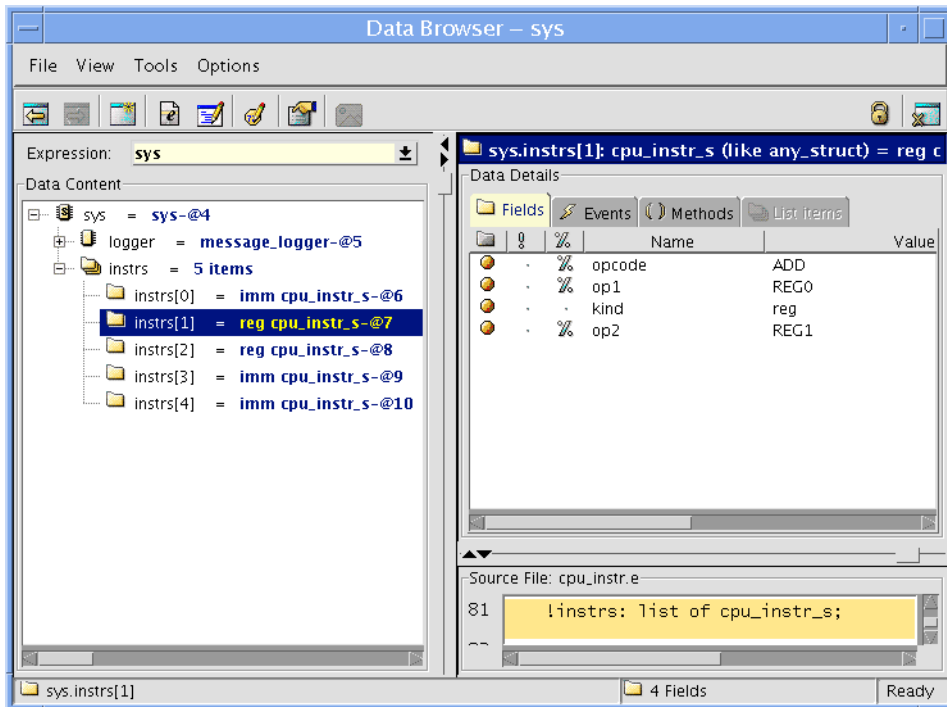 Data Browser – sys
File View Tools Options
Expression: sys
Data Content
sys = sys-@4
logger = message_logger-@5
instrs = 5 items
instrs[0] = imm cpu_instr_s-@6
instrs[1] = reg cpu_instr_s-@7
instrs[2] = reg cpu_instr_s-@8
instrs[3] = imm cpu_instr_s-@9
instrs[4] = imm cpu_instr_s-@10
sys.instrs[1]: cpu_instr_s (like any_struct) = reg c
Data Details
Fields Events Methods List items
Name Value
opcode ADD
op1 REG0
kind reg
op2 REG1
Source File: cpu_instr.e
81 !instrs: list of cpu_instr_s;
sys.instrs[1] 4 Fields Ready